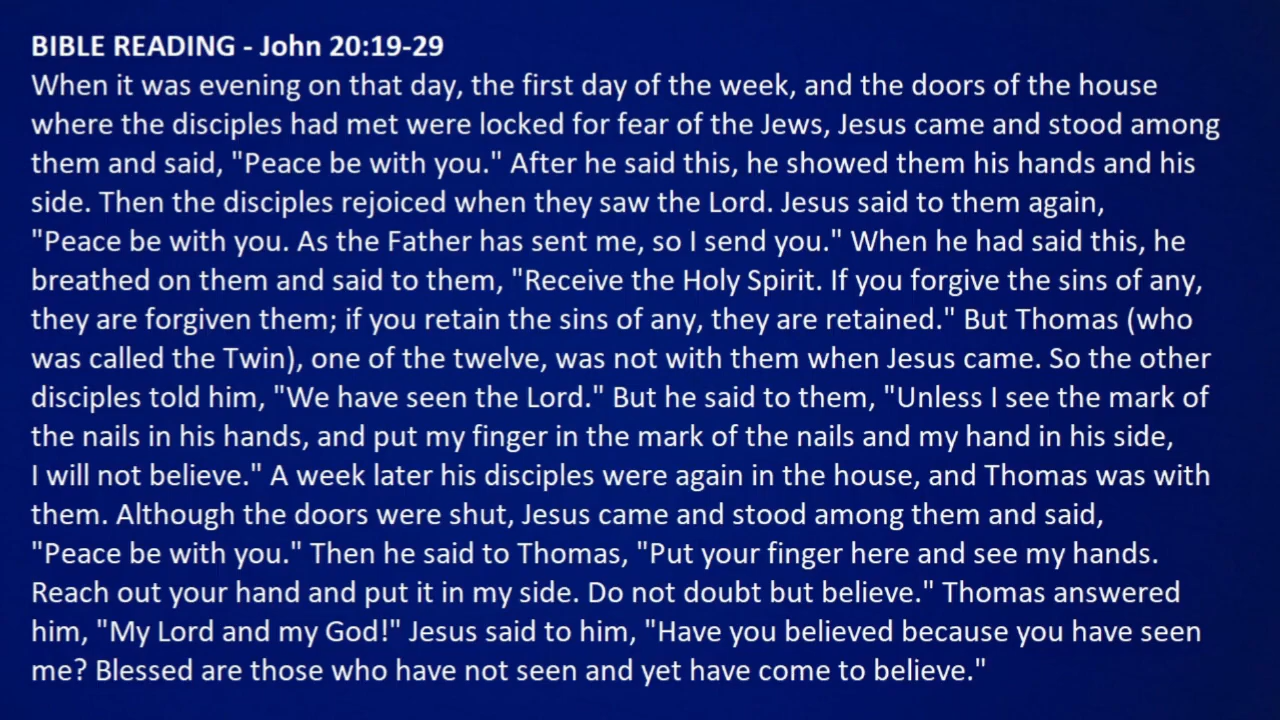 BIBLE READING - John 20:19-29
When it was evening on that day, the first day of the week, and the doors of the house
where the disciples had met were locked for fear of the Jews, Jesus came and stood among
them and said, "Peace be with you." After he said this, he showed them his hands and his
side. Then the disciples rejoiced when they saw the Lord. Jesus said to them again,
"Peace be with you. As the Father has sent me, so I send you." When he had said this, he
breathed on them and said to them, "Receive the Holy Spirit. If you forgive the sins of any,
they are forgiven them; if you retain the sins of any, they are retained." But Thomas (who
was called the Twin), one of the twelve, was not with them when Jesus came. So the other
disciples told him, "We have seen the Lord." But he said to them, "Unless I see the mark of
the nails in his hands, and put my finger in the mark of the nails and my hand in his side,
I will not believe." A week later his disciples were again in the house, and Thomas was with
them. Although the doors were shut, Jesus came and stood among them and said,
"Peace be with you." Then he said to Thomas, "Put your finger here and see my hands.
Reach out your hand and put it in my side. Do not doubt but believe." Thomas answered
him, "My Lord and my God!" Jesus said to him, "Have you believed because you have seen
me? Blessed are those who have not seen and yet have come to believe."